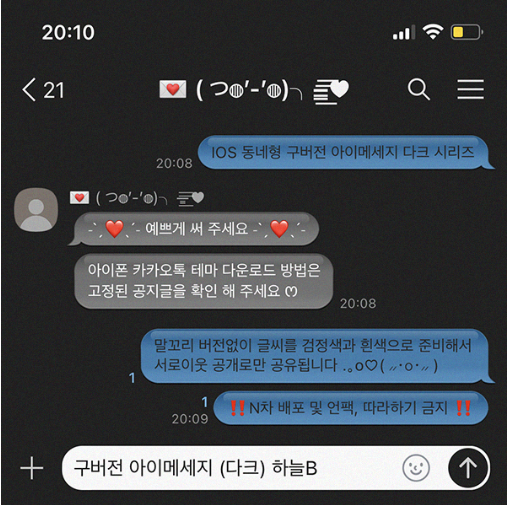 20:10
21
💌 ( つ◍′-′◍)╮ ≡♥
IOS 동네형 구버전 아이메세지 다크 시리즈
20:08
💌 ( つ◍′-′◍)╮ ≡♥
-ˋˏ❤️ˎˊ- 예쁘게 써 주세요 -ˋˏ❤️ˎˊ-
아이폰 카카오톡 테마 다운로드 방법은
고정된 공지글을 확인 해 주세요 ღ
20:08
말꼬리 버전없이 글씨를 검정색과 흰색으로 준비해서
서로이웃 공개로만 공유됩니다 .｡o♡( ⸝⸝•ᴗ•⸝⸝ )
1
‼️N차 배포 및 언팩, 따라하기 금지 ‼️
1
20:09
구버전 아이메세지 (다크) 하늘B